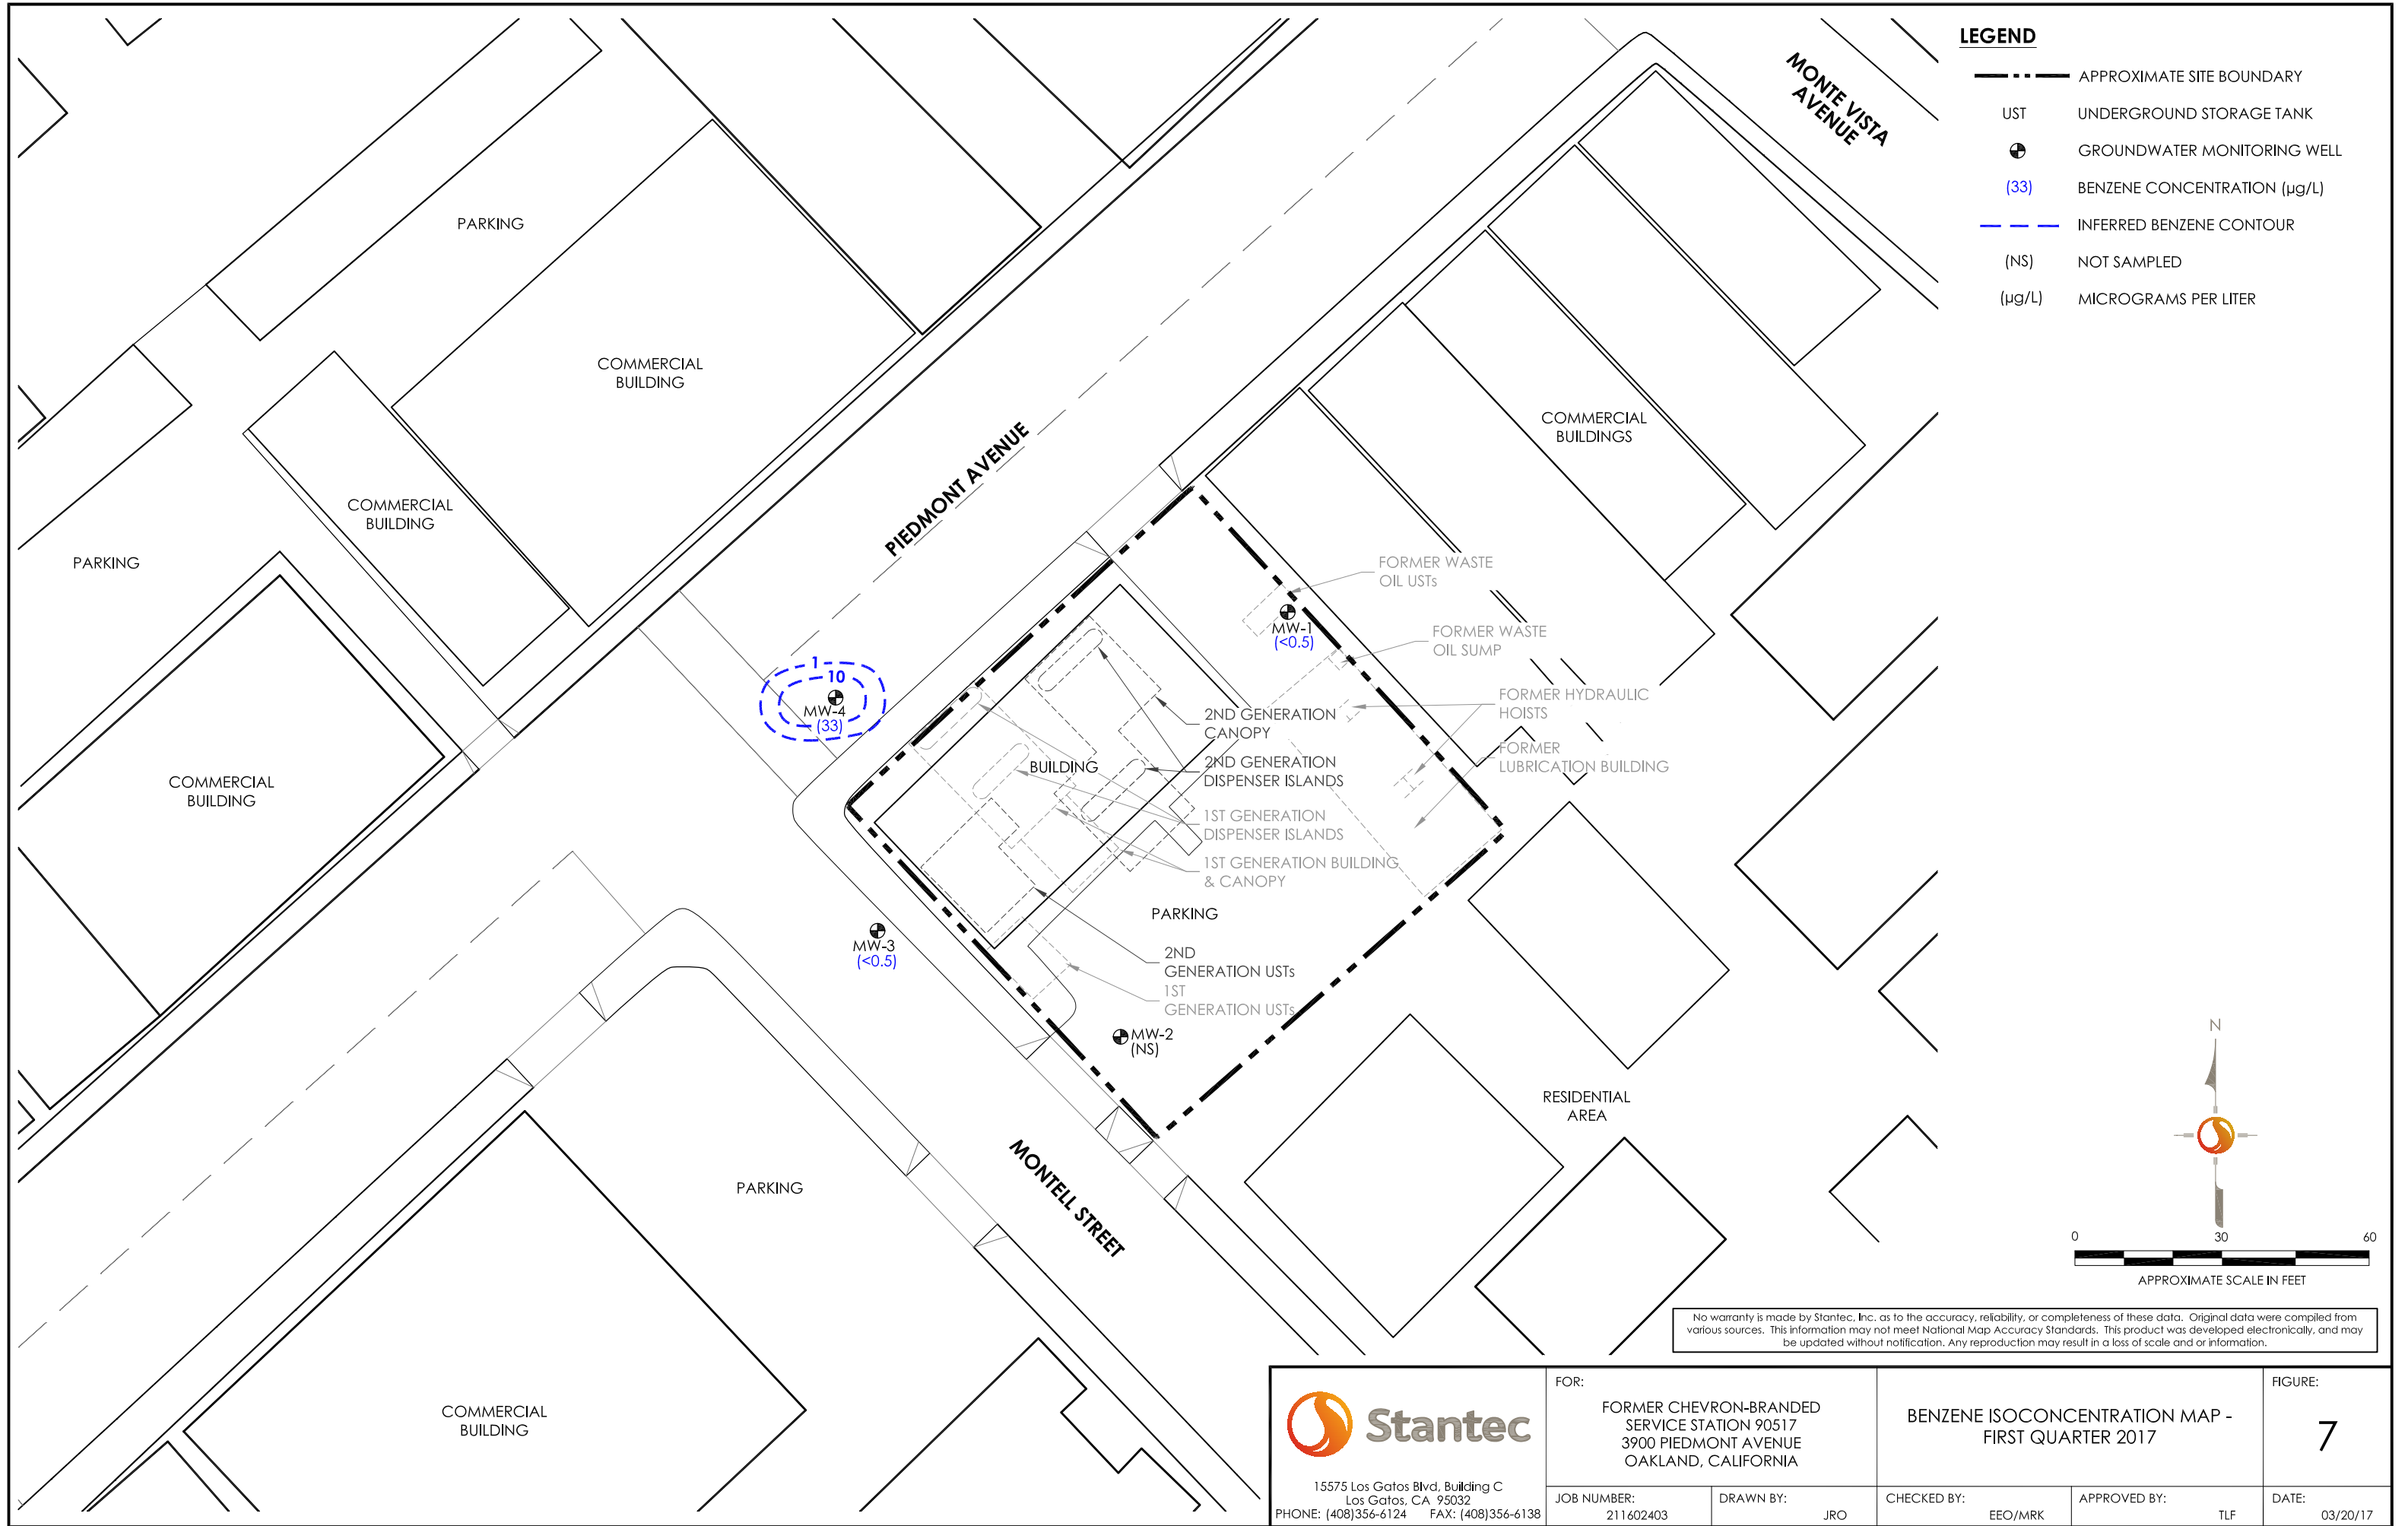 LEGEND
APPROXIMATE SITE BOUNDARY
UST UNDERGROUND STORAGE TANK
GROUNDWATER MONITORING WELL
(33) BENZENE CONCENTRATION (µg/L)
INFERRED BENZENE CONTOUR
(NS) NOT SAMPLED
(µg/L) MICROGRAMS PER LITER
MONTE VISTA
AVENUE
PARKING
COMMERCIAL
BUILDING
COMMERCIAL
BUILDINGS
PIEDMONT AVENUE
COMMERCIAL
BUILDING
PARKING
FORMER WASTE
OIL USTs
MW-1
(<0.5)
FORMER WASTE
OIL SUMP
1
10
MW-4
(33)
FORMER HYDRAULIC
HOISTS
2ND GENERATION
CANOPY
FORMER
LUBRICATION BUILDING
BUILDING
2ND GENERATION
DISPENSER ISLANDS
COMMERCIAL
BUILDING
1ST GENERATION
DISPENSER ISLANDS
1ST GENERATION BUILDING
& CANOPY
PARKING
MW-3
(<0.5)
2ND
GENERATION USTs
1ST
GENERATION USTs
MW-2
(NS)
RESIDENTIAL
AREA
MONTELL STREET
PARKING
COMMERCIAL
BUILDING
N
0 30 60
APPROXIMATE SCALE IN FEET
No warranty is made by Stantec, Inc. as to the accuracy, reliability, or completeness of these data. Original data were compiled from
various sources. This information may not meet National Map Accuracy Standards. This product was developed electronically, and may
be updated without notification. Any reproduction may result in a loss of scale and or information.
Stantec
15575 Los Gatos Blvd, Building C
Los Gatos, CA 95032
PHONE: (408)356-6124 FAX: (408)356-6138
FOR:
FORMER CHEVRON-BRANDED
SERVICE STATION 90517
3900 PIEDMONT AVENUE
OAKLAND, CALIFORNIA
BENZENE ISOCONCENTRATION MAP -
FIRST QUARTER 2017
FIGURE:
7
JOB NUMBER:
211602403
DRAWN BY:
JRO
CHECKED BY:
EEO/MRK
APPROVED BY:
TLF
DATE:
03/20/17